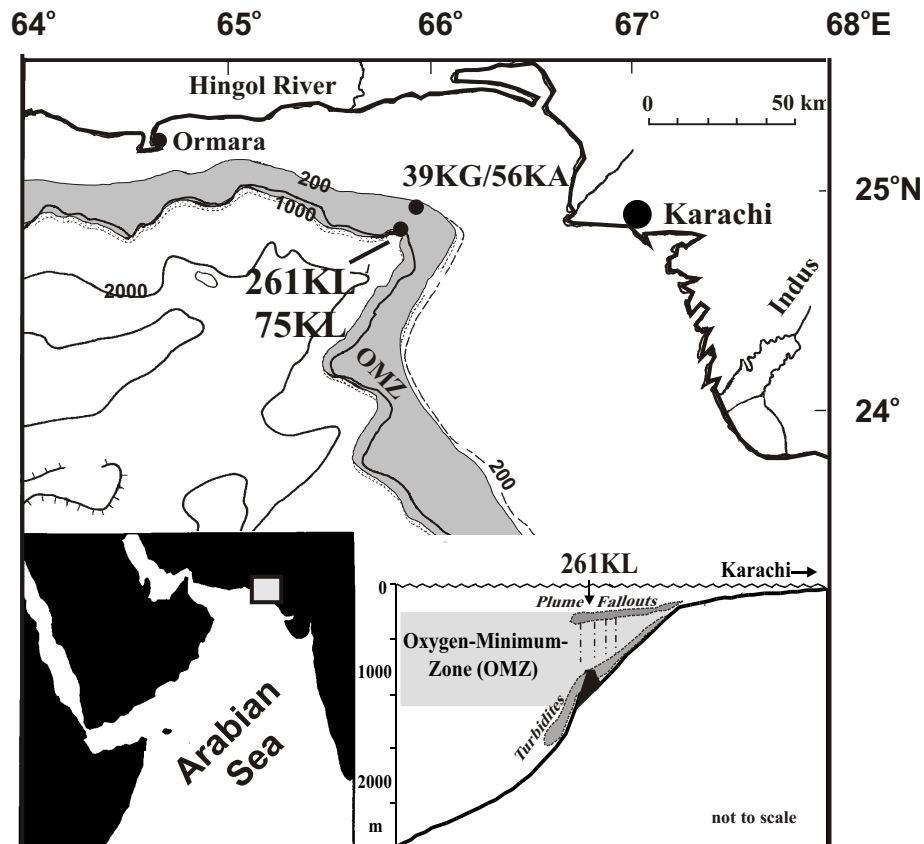 64° 65° 66° 67° 68°E
Hingol River
0 50 km
Ormara
200
39KG/56KA
25°N
1000
Karachi
261KL
2000
75KL
Indus
OMZ
24°
200
261KL
Karachi
0
Plume Fallouts
Oxygen-Minimum-
Zone (OMZ)
1000
Turbidites
Arabian
Sea
2000
m
not to scale